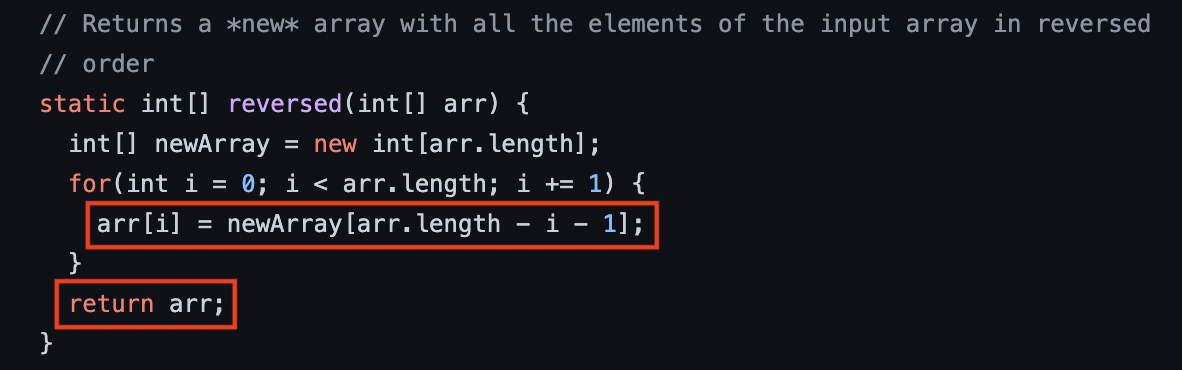 // Returns a *new* array with all the elements of the input array in reversed
// order
static int[] reversed(int[] arr) {
  int[] newArray = new int[arr.length];
  for(int i = 0; i < arr.length; i += 1) {
    arr[i] = newArray[arr.length - i - 1];
  }
  return arr;
}